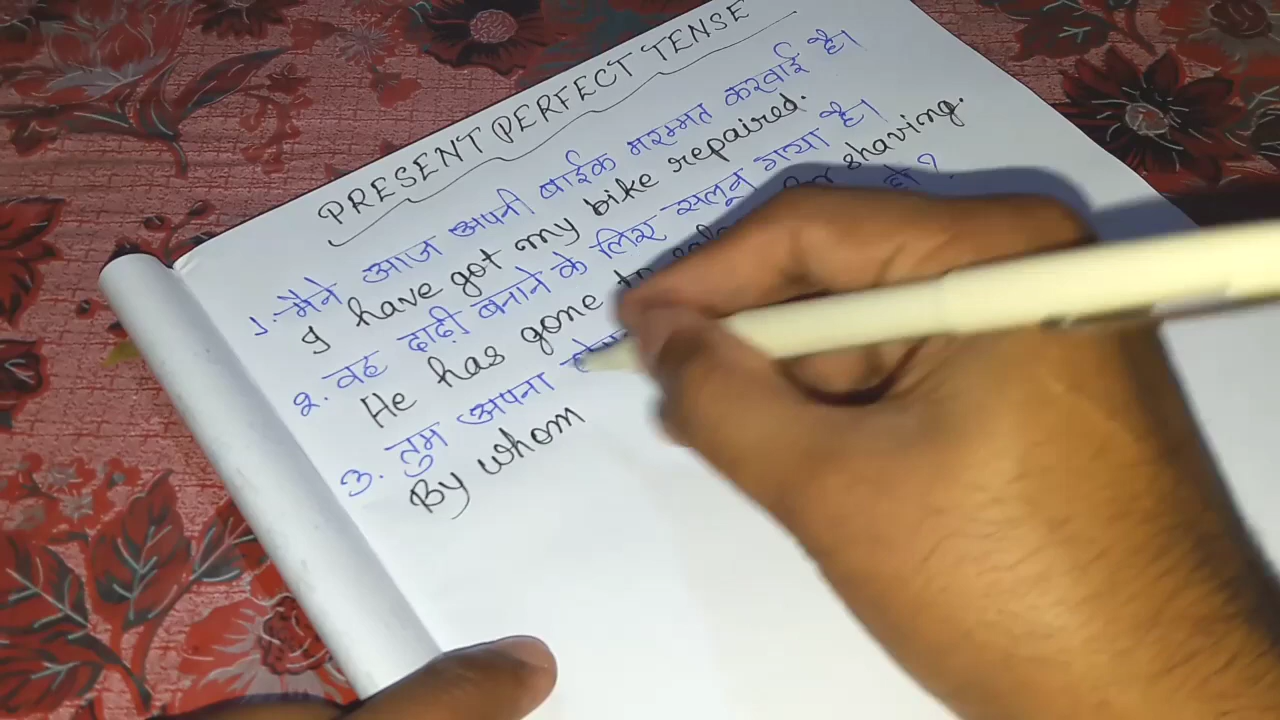 PRESENT PERFECT TENSE
1. मैंने आज अपनी बाईक मरम्मत करवाई है।
I have got my bike repaired.
2. वह दाढ़ी बनाने के लिए सलून गया है।
He has gone to shaving.
3. तुम अपना हो ?
By whom